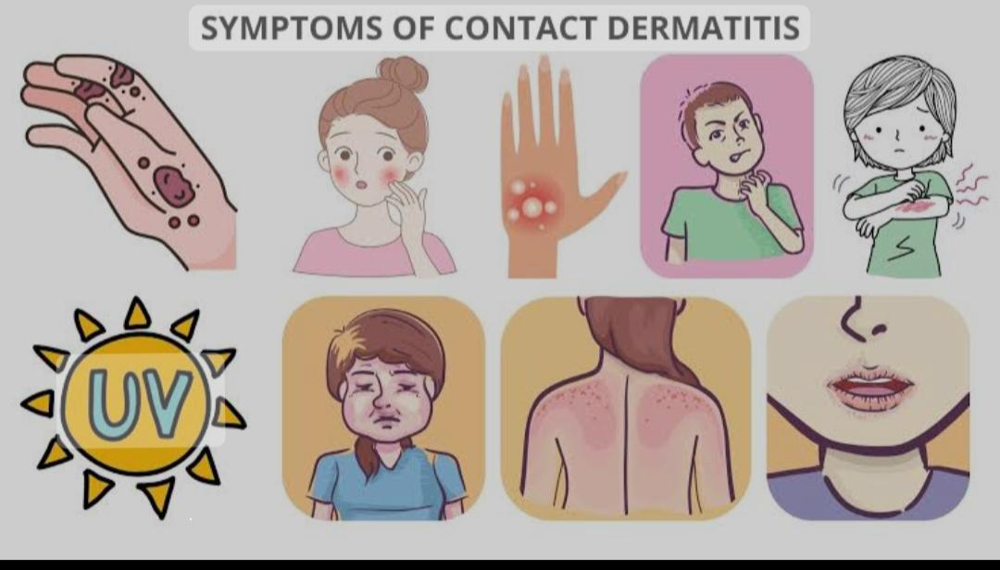 SYMPTOMS OF CONTACT DERMATITIS
UV